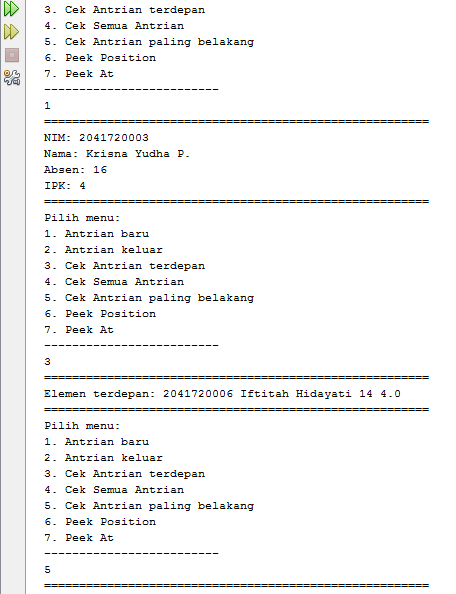 3. Cek Antrian terdepan
4. Cek Semua Antrian
5. Cek Antrian paling belakang
6. Peek Position
7. Peek At
-------------------------
1
=======================================================
NIM: 2041720003
Nama: Krisna Yudha P.
Absen: 16
IPK: 4
=======================================================
Pilih menu:
1. Antrian baru
2. Antrian keluar
3. Cek Antrian terdepan
4. Cek Semua Antrian
5. Cek Antrian paling belakang
6. Peek Position
7. Peek At
-------------------------
3
=======================================================
Elemen terdepan: 2041720006 Iftitah Hidayati 14 4.0
=======================================================
Pilih menu:
1. Antrian baru
2. Antrian keluar
3. Cek Antrian terdepan
4. Cek Semua Antrian
5. Cek Antrian paling belakang
6. Peek Position
7. Peek At
-------------------------
5
=======================================================